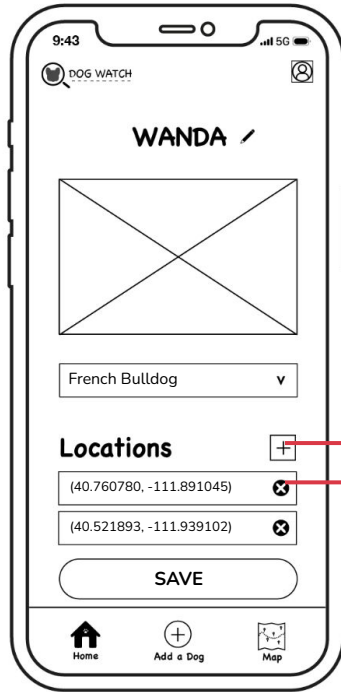 9:43
5G
DOG WATCH
WANDA
French Bulldog
Locations
(40.760780, -111.891045)
(40.521893, -111.939102)
SAVE
Home
Add a Dog
Map